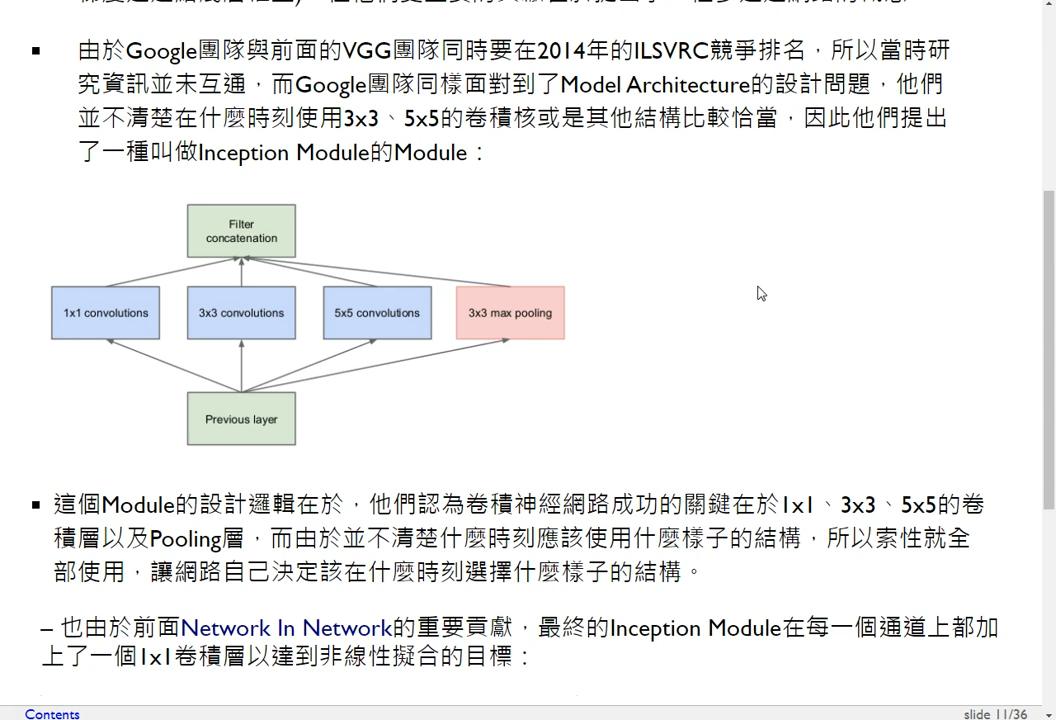 由於Google團隊與前面的VGG團隊同時要在2014年的ILSVRC競爭排名，所以當時研
究資訊並未互通，而Google團隊同樣面對到了Model Architecture的設計問題，他們
並不清楚在什麼時刻使用3x3、5x5的卷積核或是其他結構比較恰當，因此他們提出
了一種叫做Inception Module的Module：
Filter
concatenation
1x1 convolutions
3x3 convolutions
5x5 convolutions
3x3 max pooling
Previous layer
這個Module的設計邏輯在於，他們認為卷積神經網路成功的關鍵在於1x1、3x3、5x5的卷
積層以及Pooling層，而由於並不清楚什麼時刻應該使用什麼樣子的結構，所以索性就全
部使用，讓網路自己決定該在什麼時刻選擇什麼樣子的結構。
– 也由於前面Network In Network的重要貢獻，最終的Inception Module在每一個通道上都加
上了一個1x1卷積層以達到非線性擬合的目標：
Contents
slide 11/36